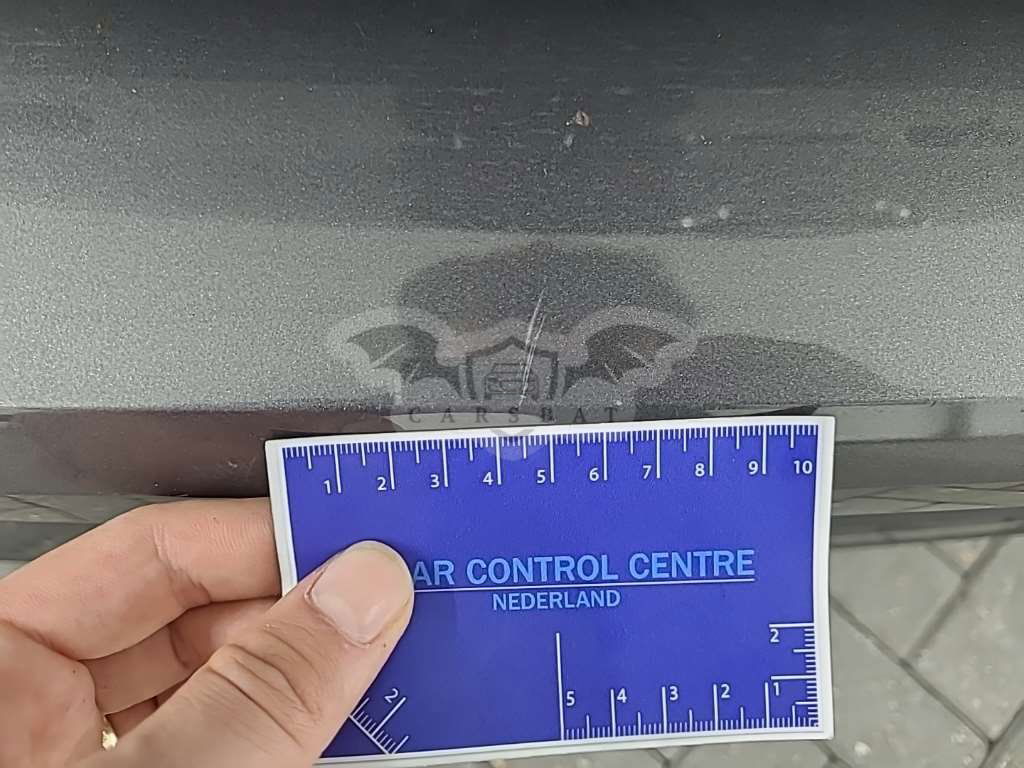 CARSBAT
1 2 3 4 5 6 7 8 9 10
AR CONTROL CENTRE
NEDERLAND
2
5 4 3 2 1
2